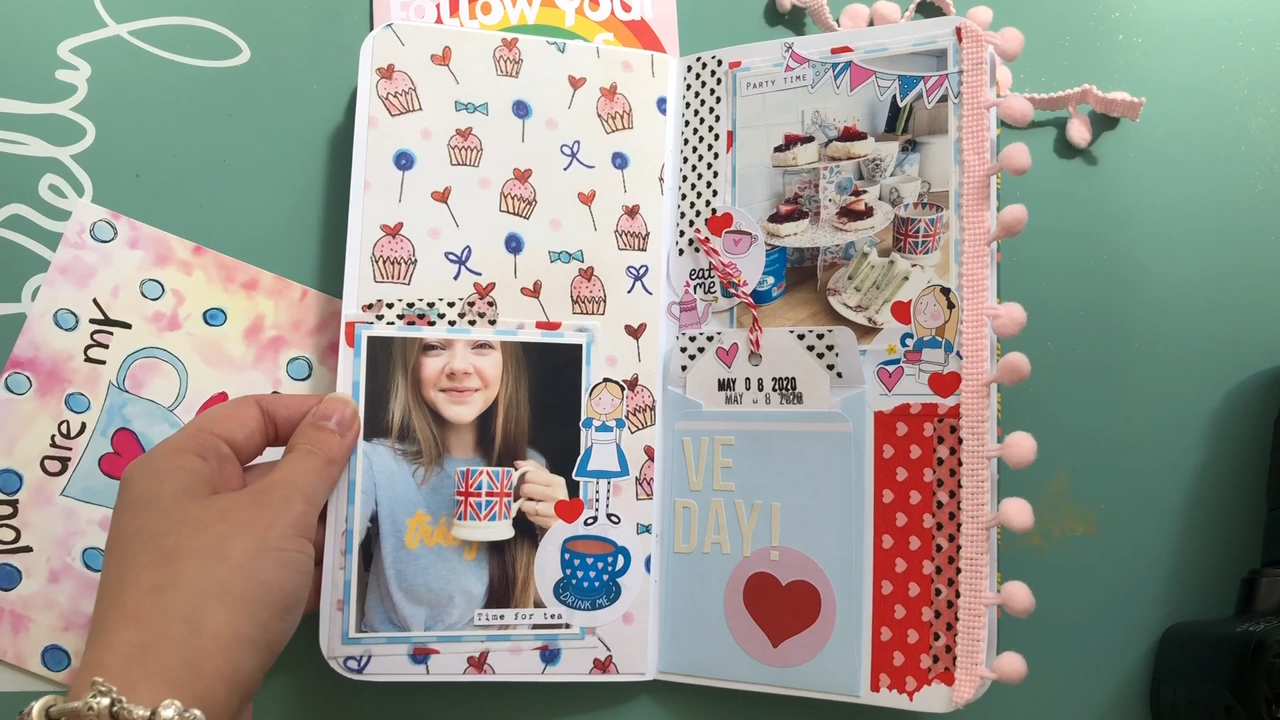 Follow Your
elly
you are my
PARTY TIME
eat
me
MAY 0 8 2020
MAY 0 8 2020
VE
DAY!
DRINK ME
Time for tea